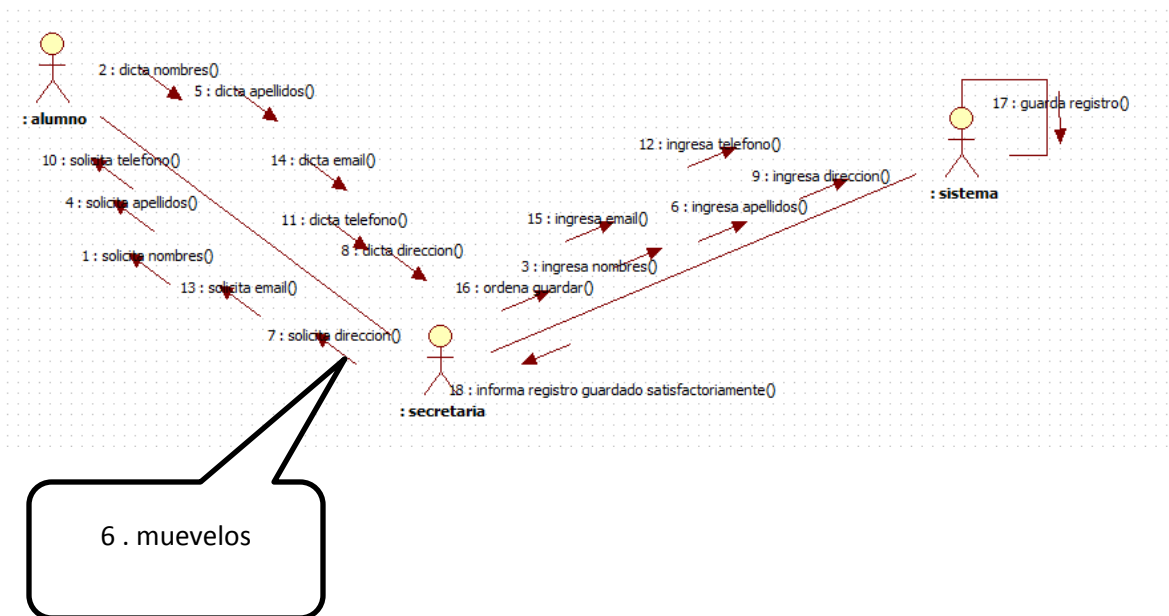 2 : dicta nombres()
5 : dicta apellidos()
: alumno
17 : guarda registro()
10 : solicita telefono()
14 : dicta email()
12 : ingresa telefono()
9 : ingresa direccion()
: sistema
4 : solicita apellidos()
11 : dicta telefono()
15 : ingresa email()
6 : ingresa apellidos()
1 : solicita nombres()
8 : dicta direccion()
3 : ingresa nombres()
13 : solicita email()
16 : ordena guardar()
7 : solicita direccion()
18 : informa registro guardado satisfactoriamente()
: secretaria
6 . muevelos